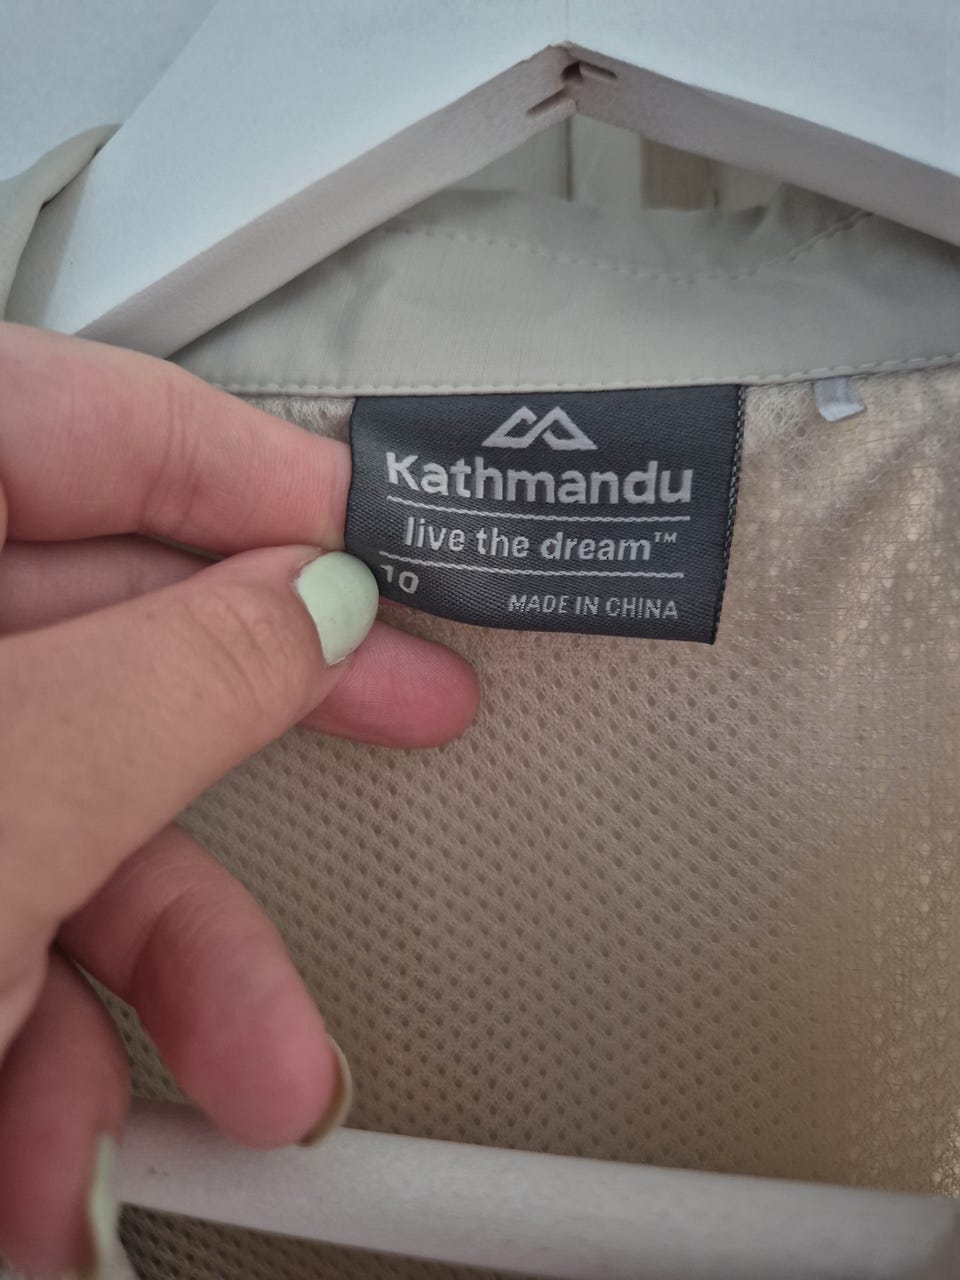 Kathmandu
live the dream™
10
MADE IN CHINA